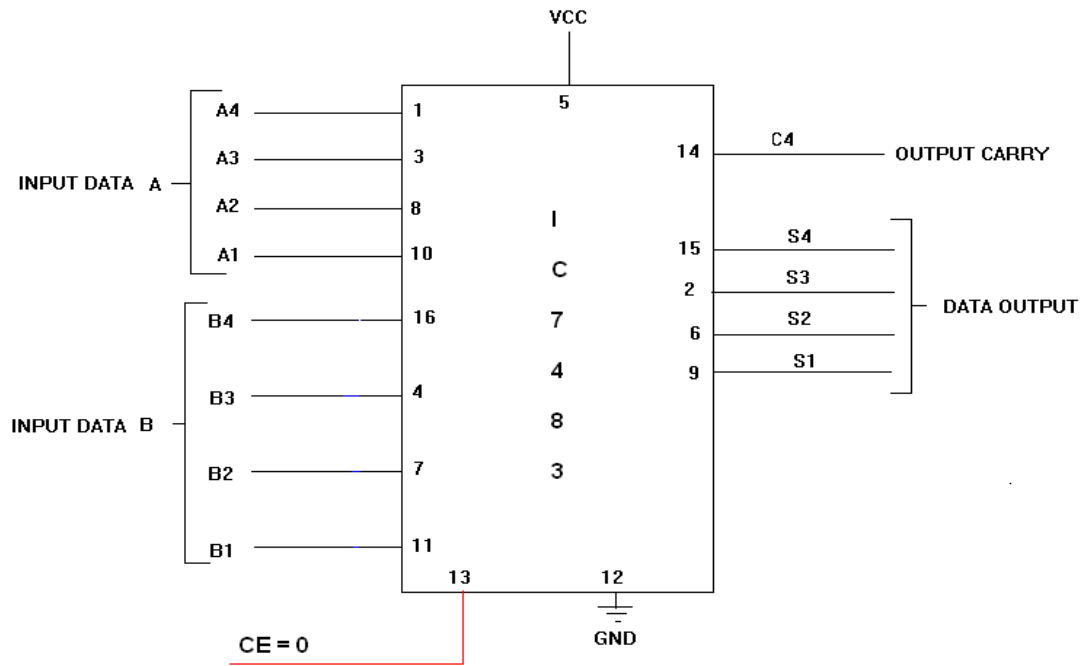 VCC
5
A4 1
A3 3
A2 8
A1 10
INPUT DATA A
B4 16
B3 4
B2 7
B1 11
INPUT DATA B
I
C
7
4
8
3
14 C4 OUTPUT CARRY
15 S4
2 S3
6 S2
9 S1
DATA OUTPUT
13
12
GND
CE = 0